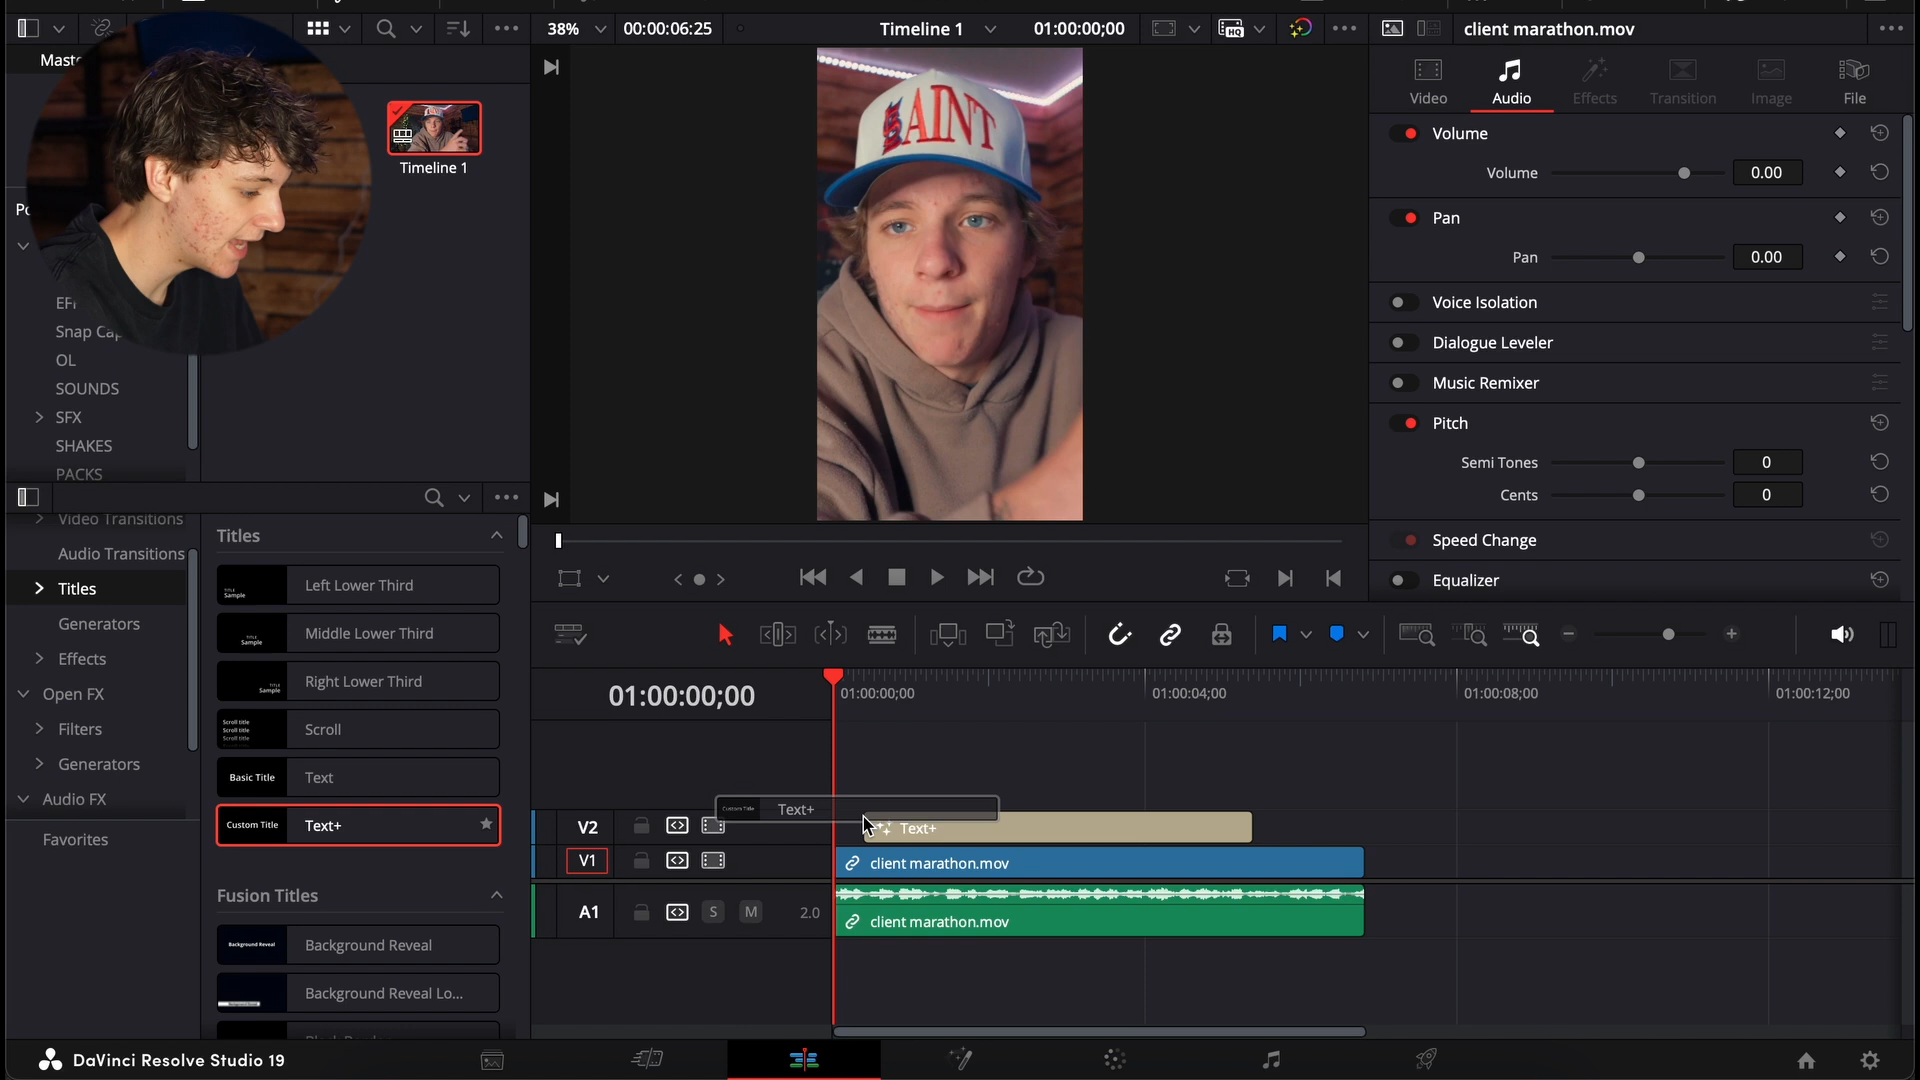 38%
00:00:06:25
Timeline 1
01:00:00;00
client marathon.mov
Video
Audio
Effects
Transition
Image
File
Timeline 1
Snap Cap
OL
SOUNDS
SFX
SHAKES
PACKS
AINT
Volume
Volume
0.00
Pan
Pan
0.00
Voice Isolation
Dialogue Leveler
Music Remixer
Pitch
Semi Tones
0
Cents
0
Speed Change
Equalizer
Video Transitions
Audio Transitions
Titles
Generators
Effects
Open FX
Filters
Generators
Audio FX
Favorites
Titles
Left Lower Third
Middle Lower Third
Right Lower Third
Scroll
Basic Title
Text
Custom Title
Text+
Fusion Titles
Background Reveal
Background Reveal
Background Reveal Lo...
01:00:00;00
01:00:00;00
01:00:04;00
01:00:08;00
01:00:12;00
Custom Title
Text+
V2
Text+
V1
client marathon.mov
A1
S
M
2.0
client marathon.mov
DaVinci Resolve Studio 19